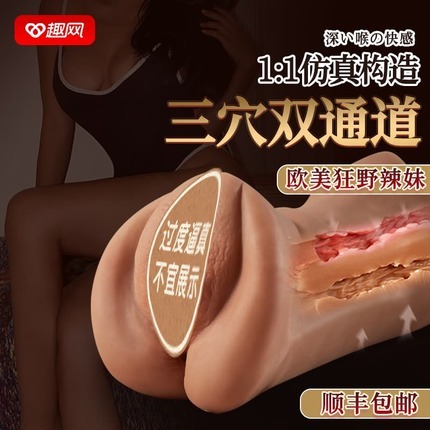 趣网
深い喉の快感
1:1仿真构造
三穴双通道
欧美狂野辣妹
过度逼真
不宜展示
顺丰包邮